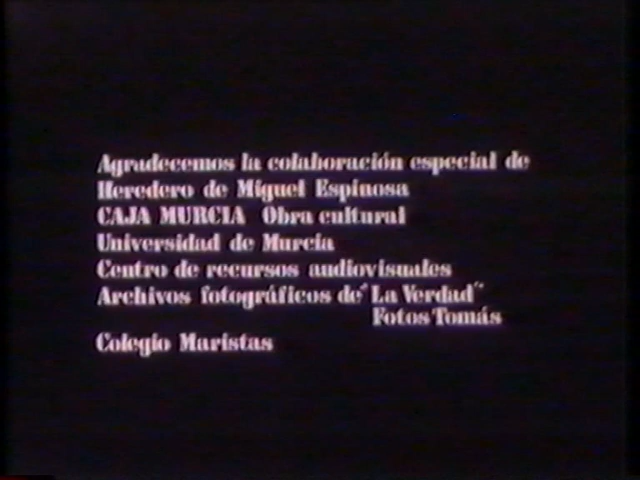 Agradecemos la colaboración especial de
Heredero de Miguel Espinosa
CAJA MURCIA Obra cultural
Universidad de Murcia
Centro de recursos audiovisuales
Archivos fotográficos de "La Verdad"
Fotos Tomás
Colegio Maristas